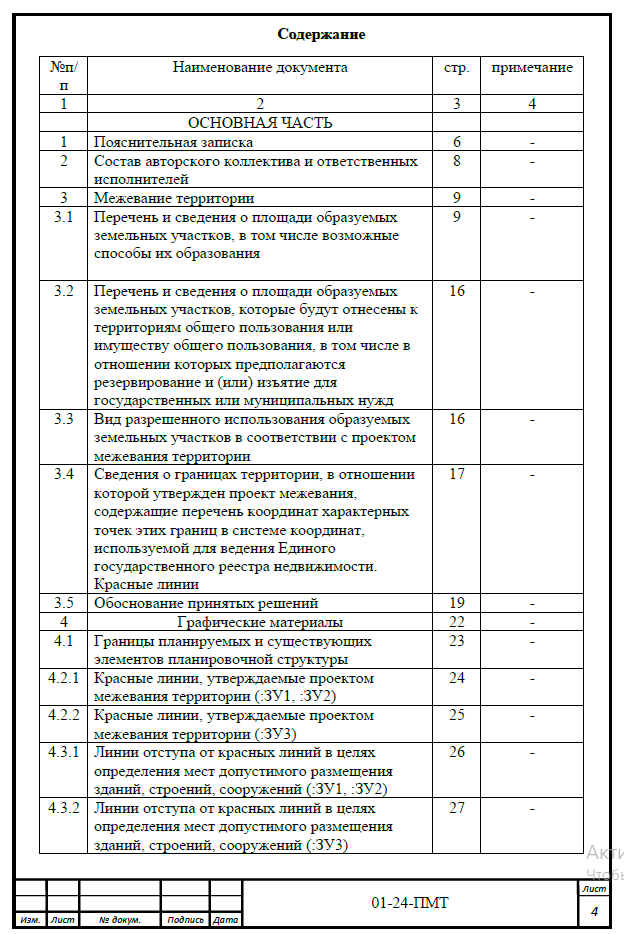 Содержание
№п/п Наименование документа стр. примечание
1 2 3 4
ОСНОВНАЯ ЧАСТЬ
1 Пояснительная записка 6 -
2 Состав авторского коллектива и ответственных 8 -
исполнителей
3 Межевание территории 9 -
3.1 Перечень и сведения о площади образуемых 9 -
земельных участков, в том числе возможные
способы их образования
3.2 Перечень и сведения о площади образуемых 16 -
земельных участков, которые будут отнесены к
территориям общего пользования или
имуществу общего пользования, в том числе в
отношении которых предполагаются
резервирование и (или) изъятие для
государственных или муниципальных нужд
3.3 Вид разрешенного использования образуемых 16 -
земельных участков в соответствии с проектом
межевания территории
3.4 Сведения о границах территории, в отношении 17 -
которой утвержден проект межевания,
содержащие перечень координат характерных
точек этих границ в системе координат,
используемой для ведения Единого
государственного реестра недвижимости.
Красные линии
3.5 Обоснование принятых решений 19 -
4 Графические материалы 22 -
4.1 Границы планируемых и существующих 23 -
элементов планировочной структуры
4.2.1 Красные линии, утверждаемые проектом 24 -
межевания территории (:ЗУ1, :ЗУ2)
4.2.2 Красные линии, утверждаемые проектом 25 -
межевания территории (:ЗУ3)
4.3.1 Линии отступа от красных линий в целях 26 -
определения мест допустимого размещения
зданий, строений, сооружений (:ЗУ1, :ЗУ2)
4.3.2 Линии отступа от красных линий в целях 27 -
определения мест допустимого размещения
зданий, строений, сооружений (:ЗУ3)
Акти
Чтобы
01-24-ПМТ
Лист
4
Изм. Лист № докум. Подпись Дата